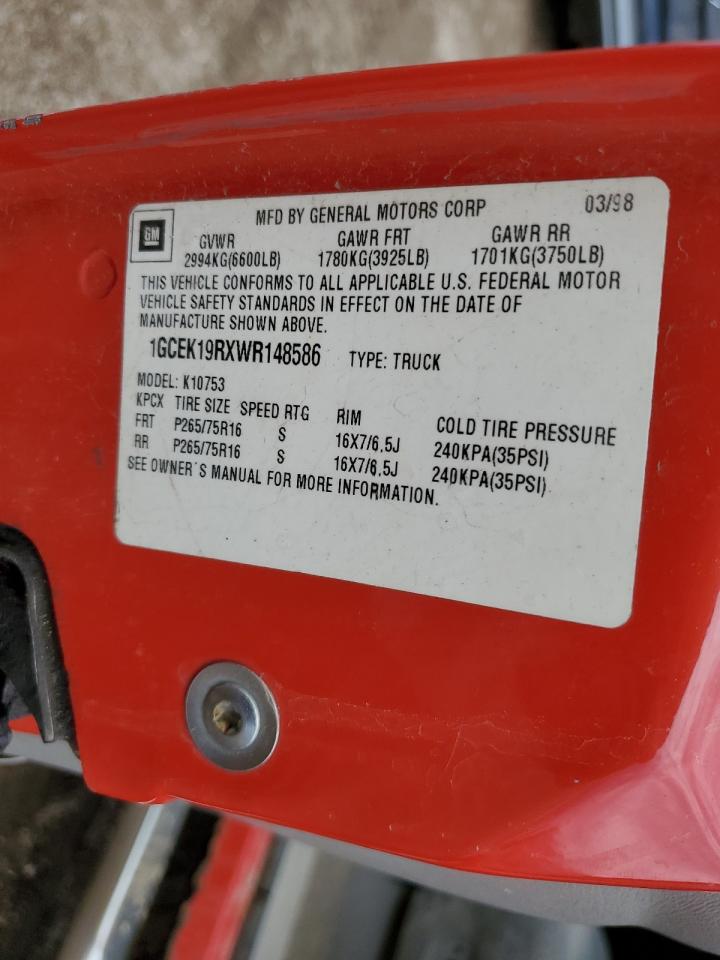 MFD BY GENERAL MOTORS CORP 03/98
GM
GVWR GAWR FRT GAWR RR
2994KG(6600LB) 1780KG(3925LB) 1701KG(3750LB)
THIS VEHICLE CONFORMS TO ALL APPLICABLE U.S. FEDERAL MOTOR
VEHICLE SAFETY STANDARDS IN EFFECT ON THE DATE OF
MANUFACTURE SHOWN ABOVE.
1GCEK19RXWR148586 TYPE: TRUCK
MODEL: K10753
KPCX TIRE SIZE SPEED RTG RIM COLD TIRE PRESSURE
FRT P265/75R16 S 16X7/6,5J 240KPA(35PSI)
RR P265/75R16 S 16X7/6,5J 240KPA(35PSI)
SEE OWNER'S MANUAL FOR MORE INFORMATION.